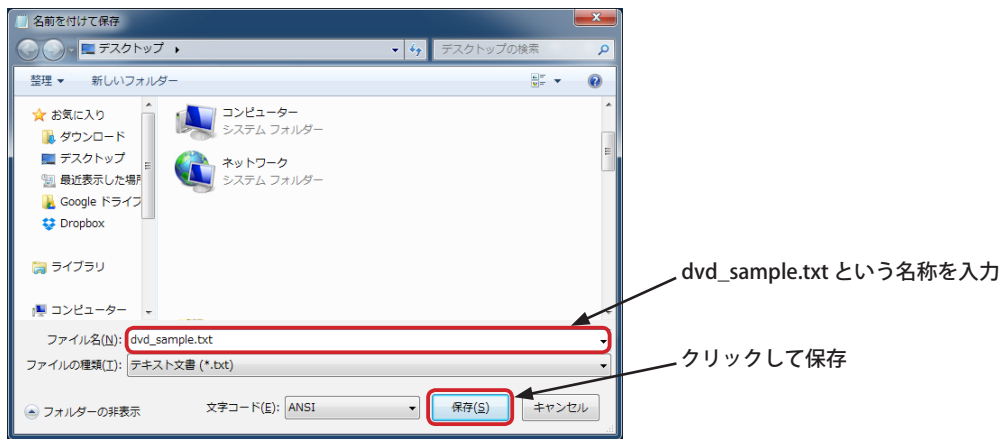 名前を付けて保存
デスクトップ
デスクトップの検索
整理
新しいフォルダー
お気に入り
ダウンロード
デスクトップ
最近表示した場所
Google ドライブ
Dropbox
ライブラリ
コンピューター
コンピューター
システム フォルダー
ネットワーク
システム フォルダー
ファイル名(N): dvd_sample.txt
ファイルの種類(T): テキスト文書 (*.txt)
フォルダーの非表示
文字コード(E): ANSI
保存(S)
キャンセル
dvd_sample.txt という名称を入力
クリックして保存